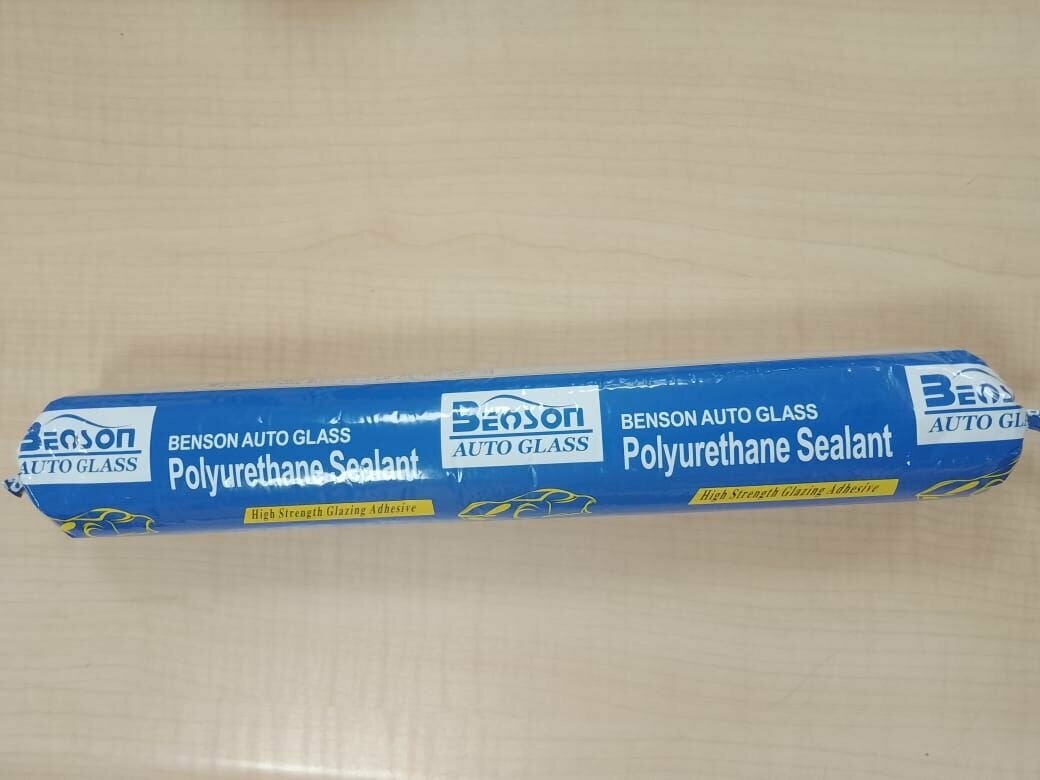 BENSON
AUTO GLASS
BENSON AUTO GLASS
Polyurethane Sealant
High Strength Glazing Adhesive
BENSON
AUTO GLASS
BENSON AUTO GLASS
Polyurethane Sealant
High Strength Glazing Adhesive
AUTO